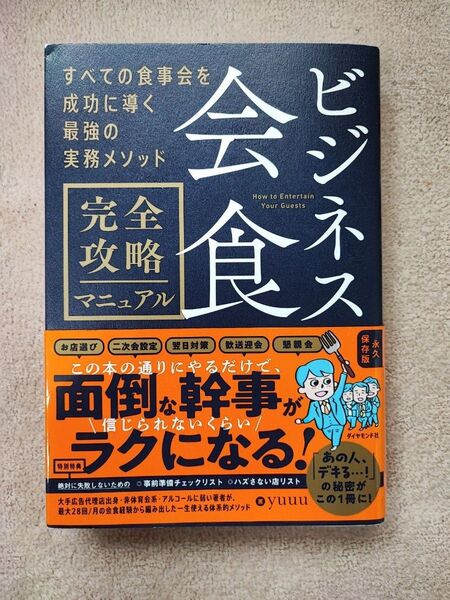 すべての食事会を
成功に導く
最強の
実務メソッド
ビジネス
会食
How to Entertain
Your Guests
完全
攻略
マニュアル
お店選び
二次会設定
翌日対策
歓送迎会
懇親会
永久
保存版
この本の通りにやるだけで、
面倒な幹事が
信じられないくらい
ラクになる!
ダイヤモンド社
特別特典
絶対に失敗しないための
○事前準備チェックリスト
○ハズさない店リスト
大手広告代理店出身・非体育会系・アルコールに弱い著者が、
最大28回/月の会食経験から編み出した一生使える体系的メソッド
著 yuuu
「あの人、
デキる…!」
の秘密が
この1冊に!